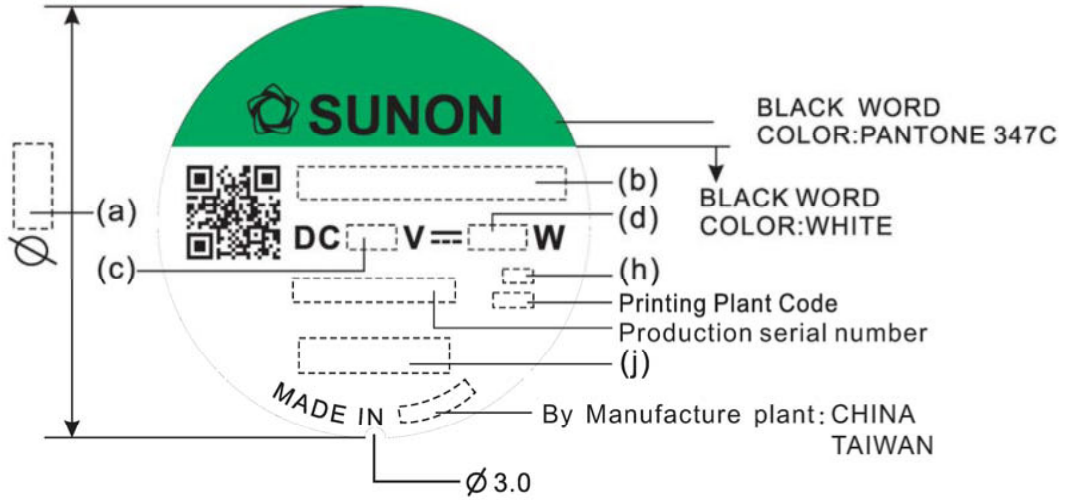 SUNON
BLACK WORD
COLOR:PANTONE 347C
(a)
(b)
BLACK WORD
COLOR:WHITE
(d)
DC V W
(c)
(h)
Printing Plant Code
Production serial number
(j)
MADE IN
By Manufacture plant: CHINA
TAIWAN
Ø
Ø 3.0